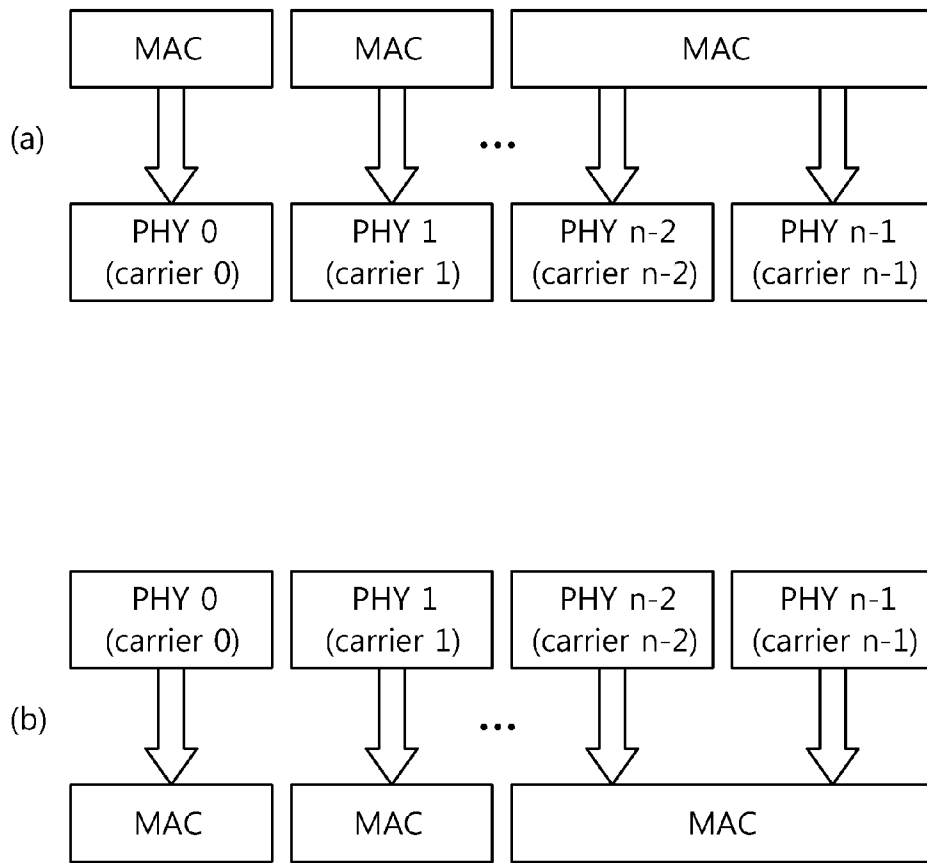 MAC MAC MAC
(a)
...
PHY 0 PHY 1 PHY n-2 PHY n-1
(carrier 0) (carrier 1) (carrier n-2) (carrier n-1)
PHY 0 PHY 1 PHY n-2 PHY n-1
(carrier 0) (carrier 1) (carrier n-2) (carrier n-1)
(b)
...
MAC MAC MAC